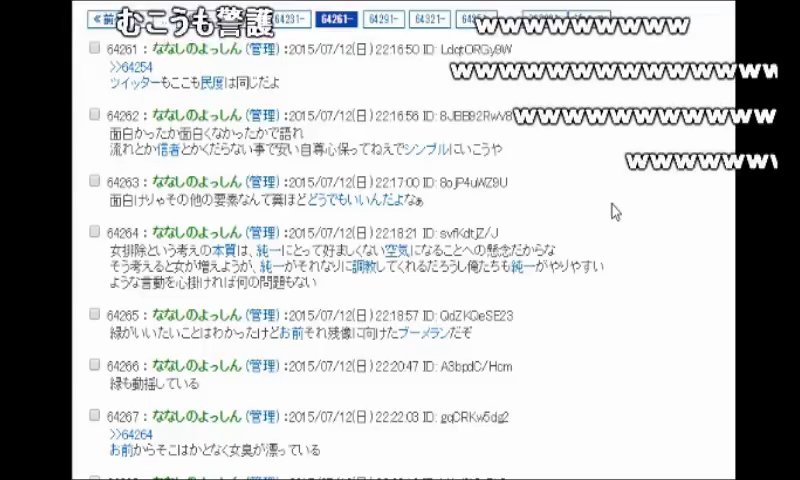 むこうも警護
wwwwwwwwww
64231-
64261-
64291-
64321-
64261 : ななしのよっしん (管理) :2015/07/12(日) 22:16:50 ID: LdqtORGy9W
>>64254
ツイッターもここも民度は同じだよ
wwwwwwwwwwwwww
64262 : ななしのよっしん (管理) :2015/07/12(日) 22:16:56 ID: 8JBB92RwV8
wwwwwwwwwwww
面白かったか面白くなかったかで語れ
流れとか信者とかくだらない事で安い自尊心保ってねえでシンプルにいこうや
wwwwwww
64263 : ななしのよっしん (管理) :2015/07/12(日) 22:17:00 ID: 8ojP4uWZ9U
面白けりゃその他の要素なんて糞ほどどうでもいいんだよなぁ
64264 : ななしのよっしん (管理) :2015/07/12(日) 22:18:21 ID: svfKdtjZ/J
女排除という考えの本質は、純一にとって好ましくない空気になることへの懸念だからな
そう考えると女が増えようが、純一がそれなりに調教してくれるだろうし俺たちも純一がやりやすい
ような言動を心掛ければ何の問題もない
64265 : ななしのよっしん (管理) :2015/07/12(日) 22:18:57 ID: QdZKQeSE23
緑がいいたいことはわかったけどお前それ残像に向けたブーメランだぞ
64266 : ななしのよっしん (管理) :2015/07/12(日) 22:20:47 ID: A3bpdC/Hcm
緑も動揺している
64267 : ななしのよっしん (管理) :2015/07/12(日) 22:22:03 ID: gqCRKw5dg2
>>64264
お前からそこはかとなく女臭が漂っている